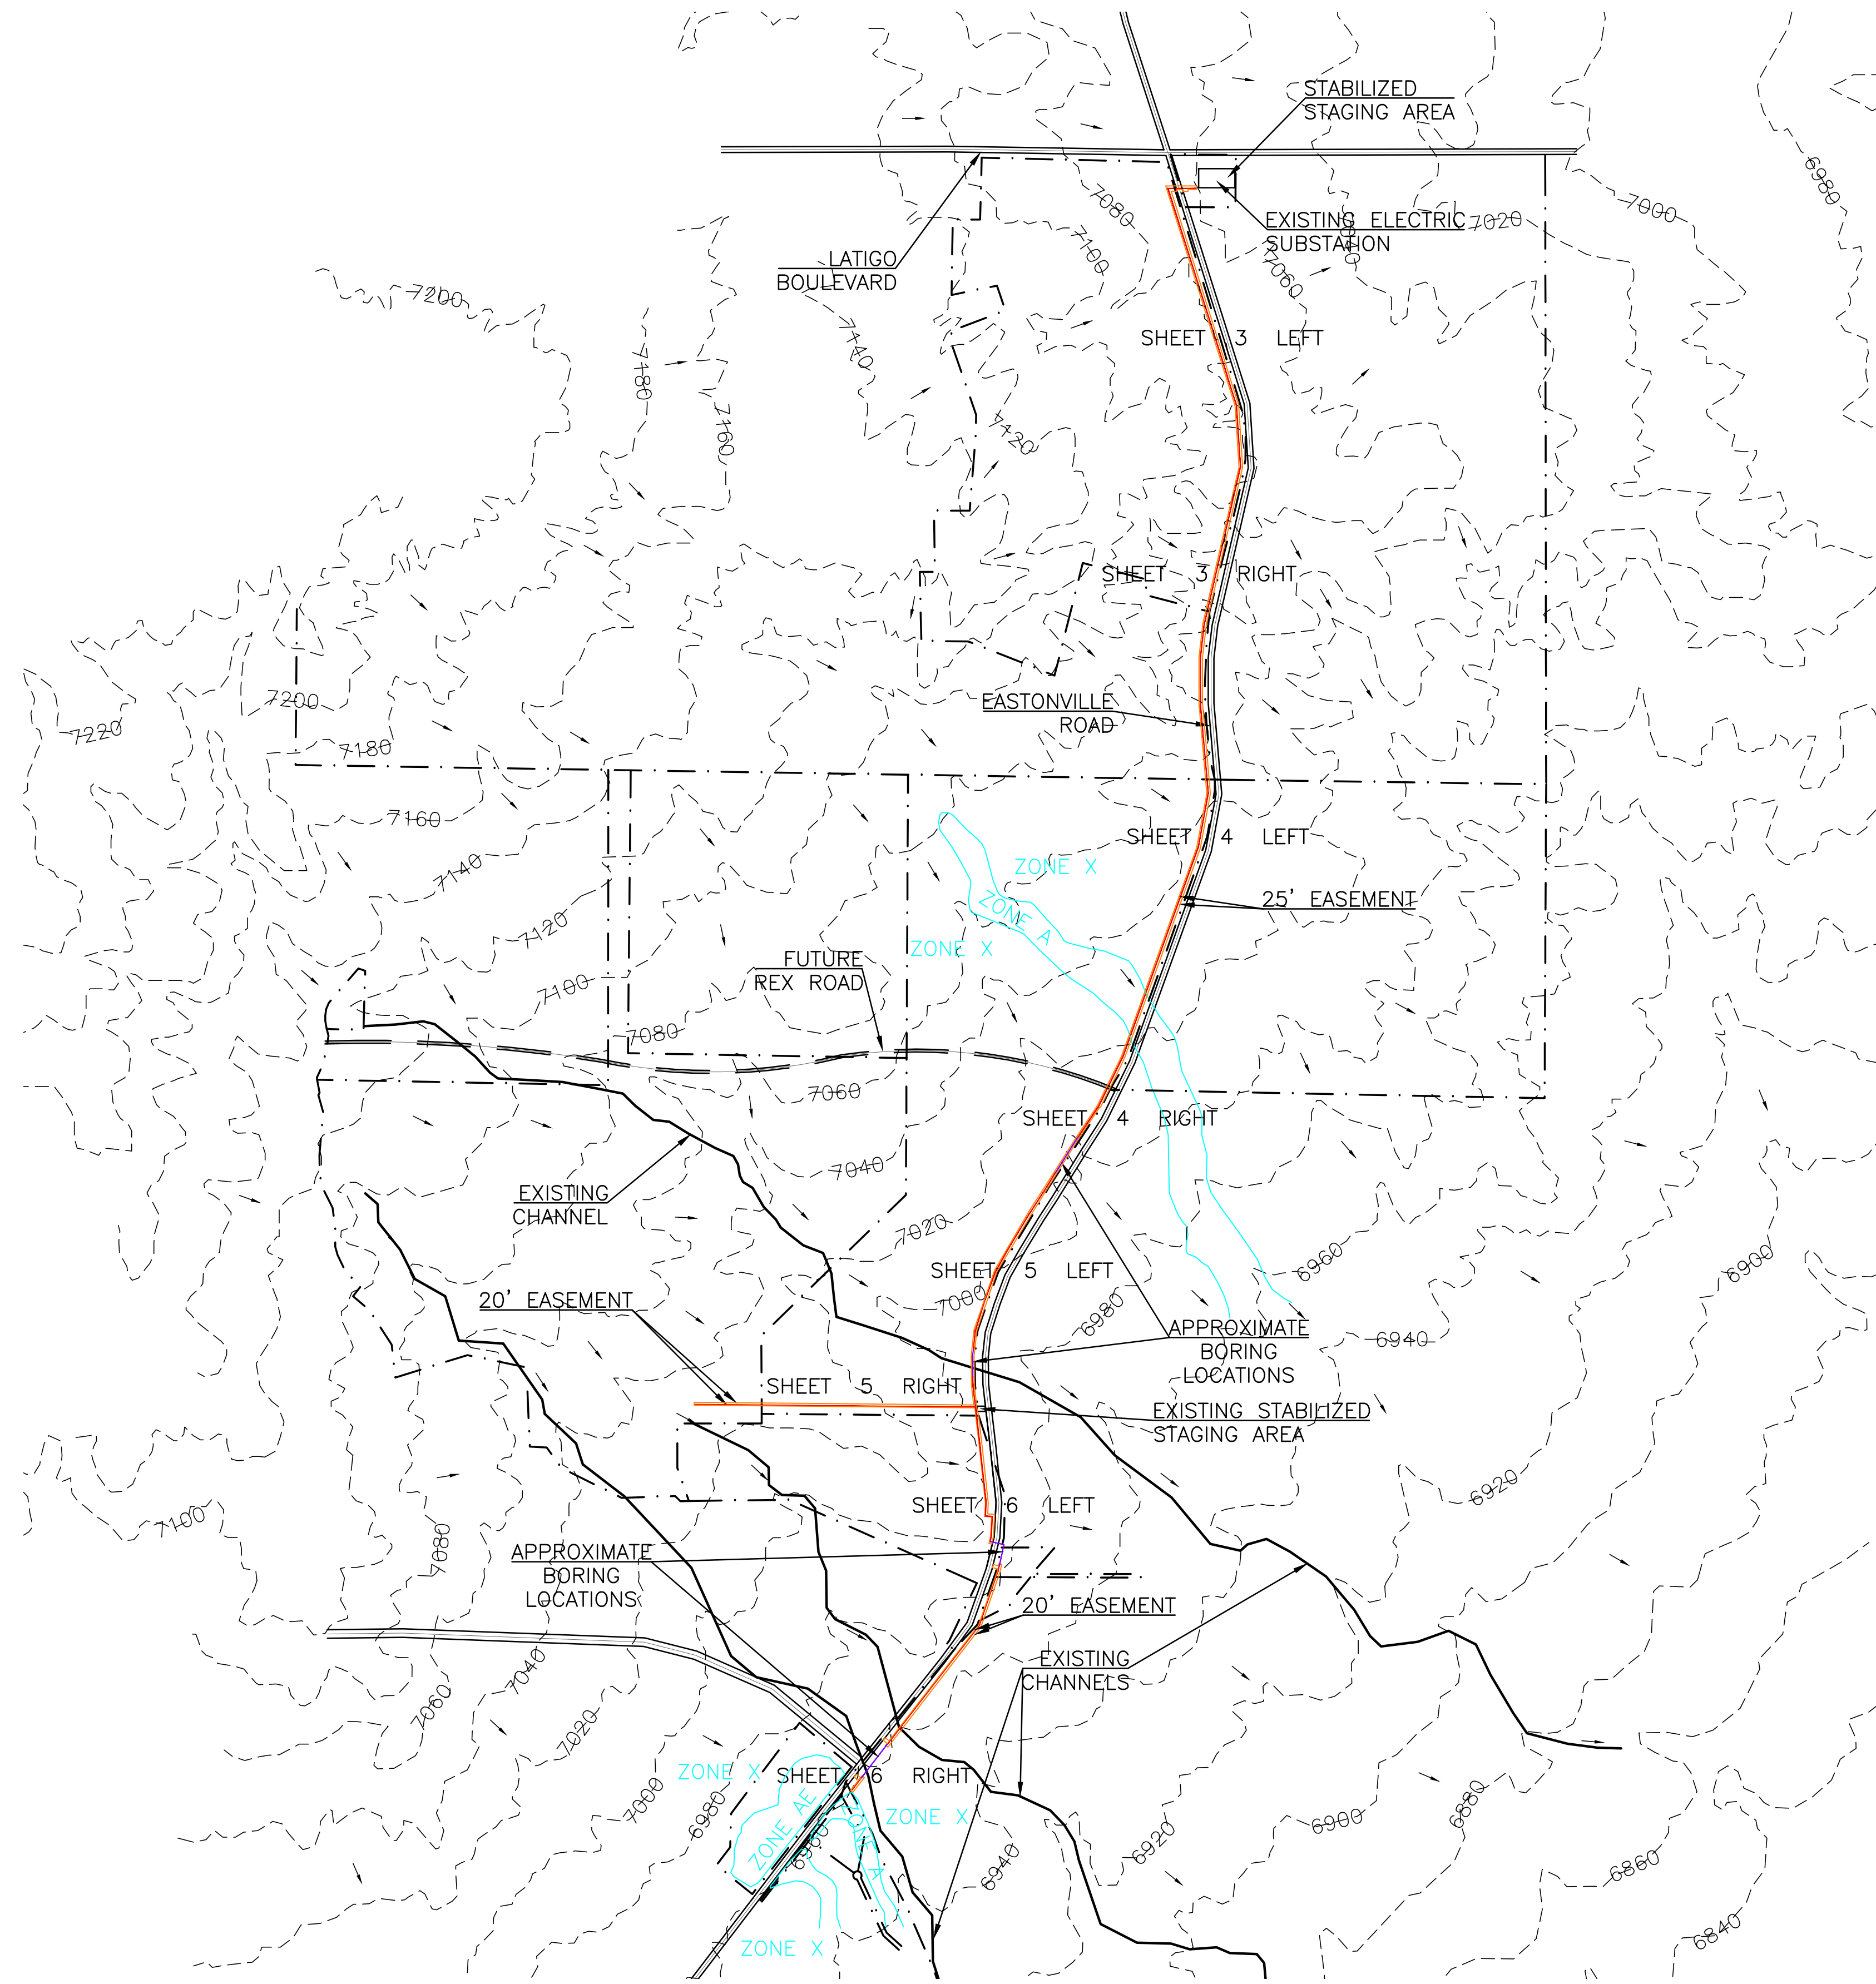 STABILIZED
STAGING AREA
6980
7080
7000
7020
EXISTING ELECTRIC
SUBSTATION
7040
7100
7060
LATIGO
BOULEVARD
7200
SHEET 3 LEFT
7140
7180
7160
7120
SHEET 3 RIGHT
7200
EASTONVILLE
ROAD
7220
7180
7160
SHEET 4 LEFT
ZONE X
7140
ZONE A
25' EASEMENT
7120
ZONE X
FUTURE
REX ROAD
7100
7080
7060
SHEET 4 RIGHT
7040
EXISTING
CHANNEL
7020
6960
6900
SHEET 5 LEFT
20' EASEMENT
7000
6980
APPROXIMATE
BORING
LOCATIONS
6940
SHEET 5 RIGHT
EXISTING STABILIZED
STAGING AREA
6920
7100
SHEET 6 LEFT
7080
APPROXIMATE
BORING
LOCATIONS
20' EASEMENT
EXISTING
CHANNELS
7040
7060
7020
ZONE X
SHEET 6 RIGHT
7000
6980
ZONE AE
ZONE A
ZONE X
6960
6920
6900
6880
6940
6860
6840
ZONE X